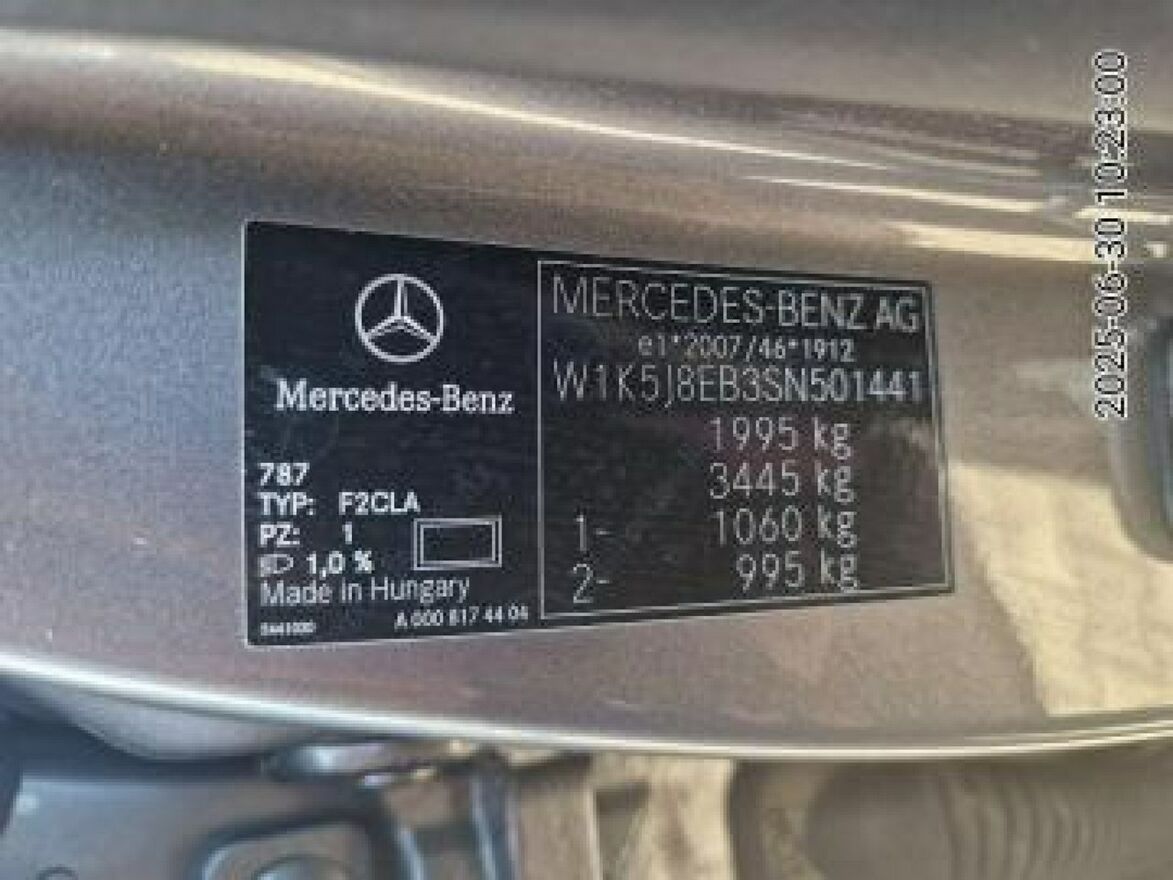 Mercedes-Benz
787
TYP: F2CLA
PZ: 1
1,0 %
Made in Hungary
A 000 817 44 04
MERCEDES-BENZ AG
e1*2007/46*1912
W1K5J8EB3SN501441
1995 kg
3445 kg
1- 1060 kg
2- 995 kg
2025-06-30 10:23:00